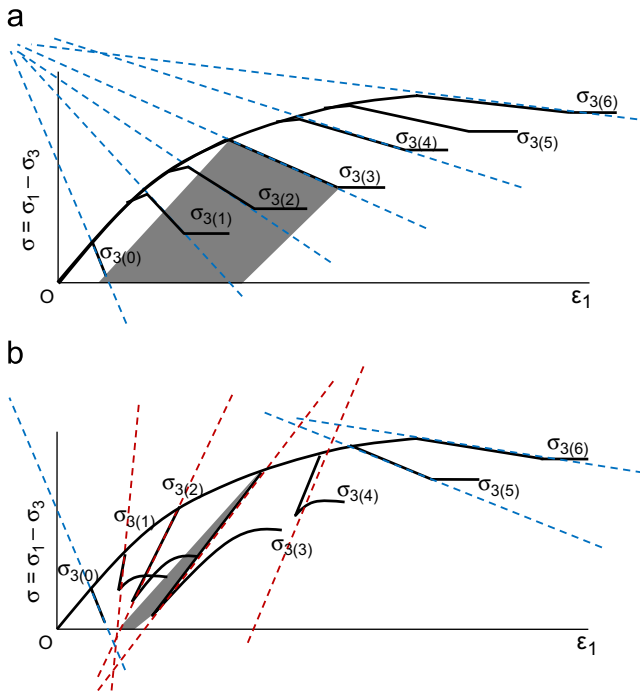 a
σ = σ₁ − σ₃
σ₃₍₆₎
σ₃₍₅₎
σ₃₍₄₎
σ₃₍₃₎
σ₃₍₂₎
σ₃₍₁₎
σ₃₍₀₎
O
ε₁
b
σ = σ₁ − σ₃
σ₃₍₆₎
σ₃₍₅₎
σ₃₍₄₎
σ₃₍₂₎
σ₃₍₁₎
σ₃₍₃₎
σ₃₍₀₎
O
ε₁